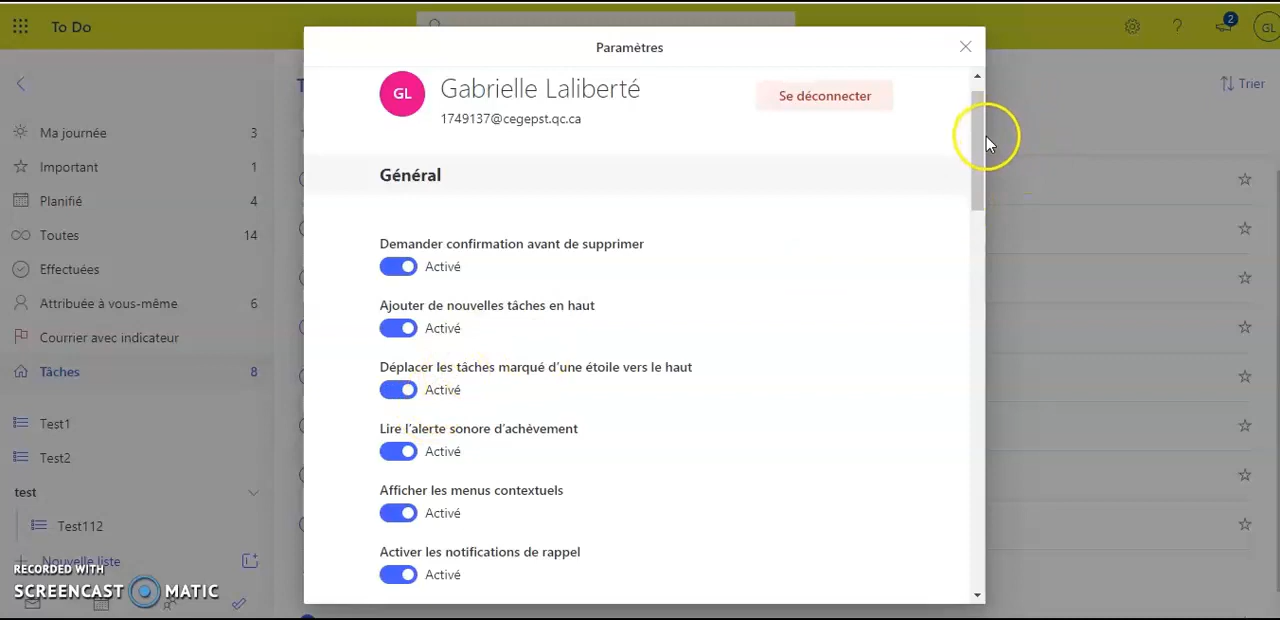 To Do
2
GL
Paramètres
GL
Gabrielle Laliberté
1749137@cegepst.qc.ca
Se déconnecter
Trier
Ma journée 3
Important 1
Planifié 4
Toutes 14
Effectuées
Attribuée à vous-même 6
Courrier avec indicateur
Tâches 8
Test1
Test2
test
Test112
Nouvelle liste
Général
Demander confirmation avant de supprimer
Activé
Ajouter de nouvelles tâches en haut
Activé
Déplacer les tâches marqué d'une étoile vers le haut
Activé
Lire l'alerte sonore d'achèvement
Activé
Afficher les menus contextuels
Activé
Activer les notifications de rappel
Activé
RECORDED WITH
SCREENCAST MATIC